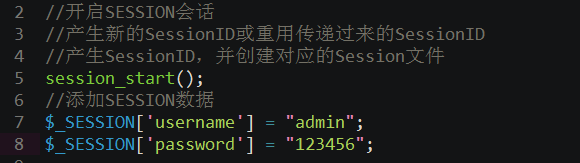 2 //开启SESSION会话
3 //产生新的SessionID或重用传递过来的SessionID
4 //产生SessionID，并创建对应的Session文件
5 session_start();
6 //添加SESSION数据
7 $_SESSION['username'] = "admin";
8 $_SESSION['password'] = "123456";